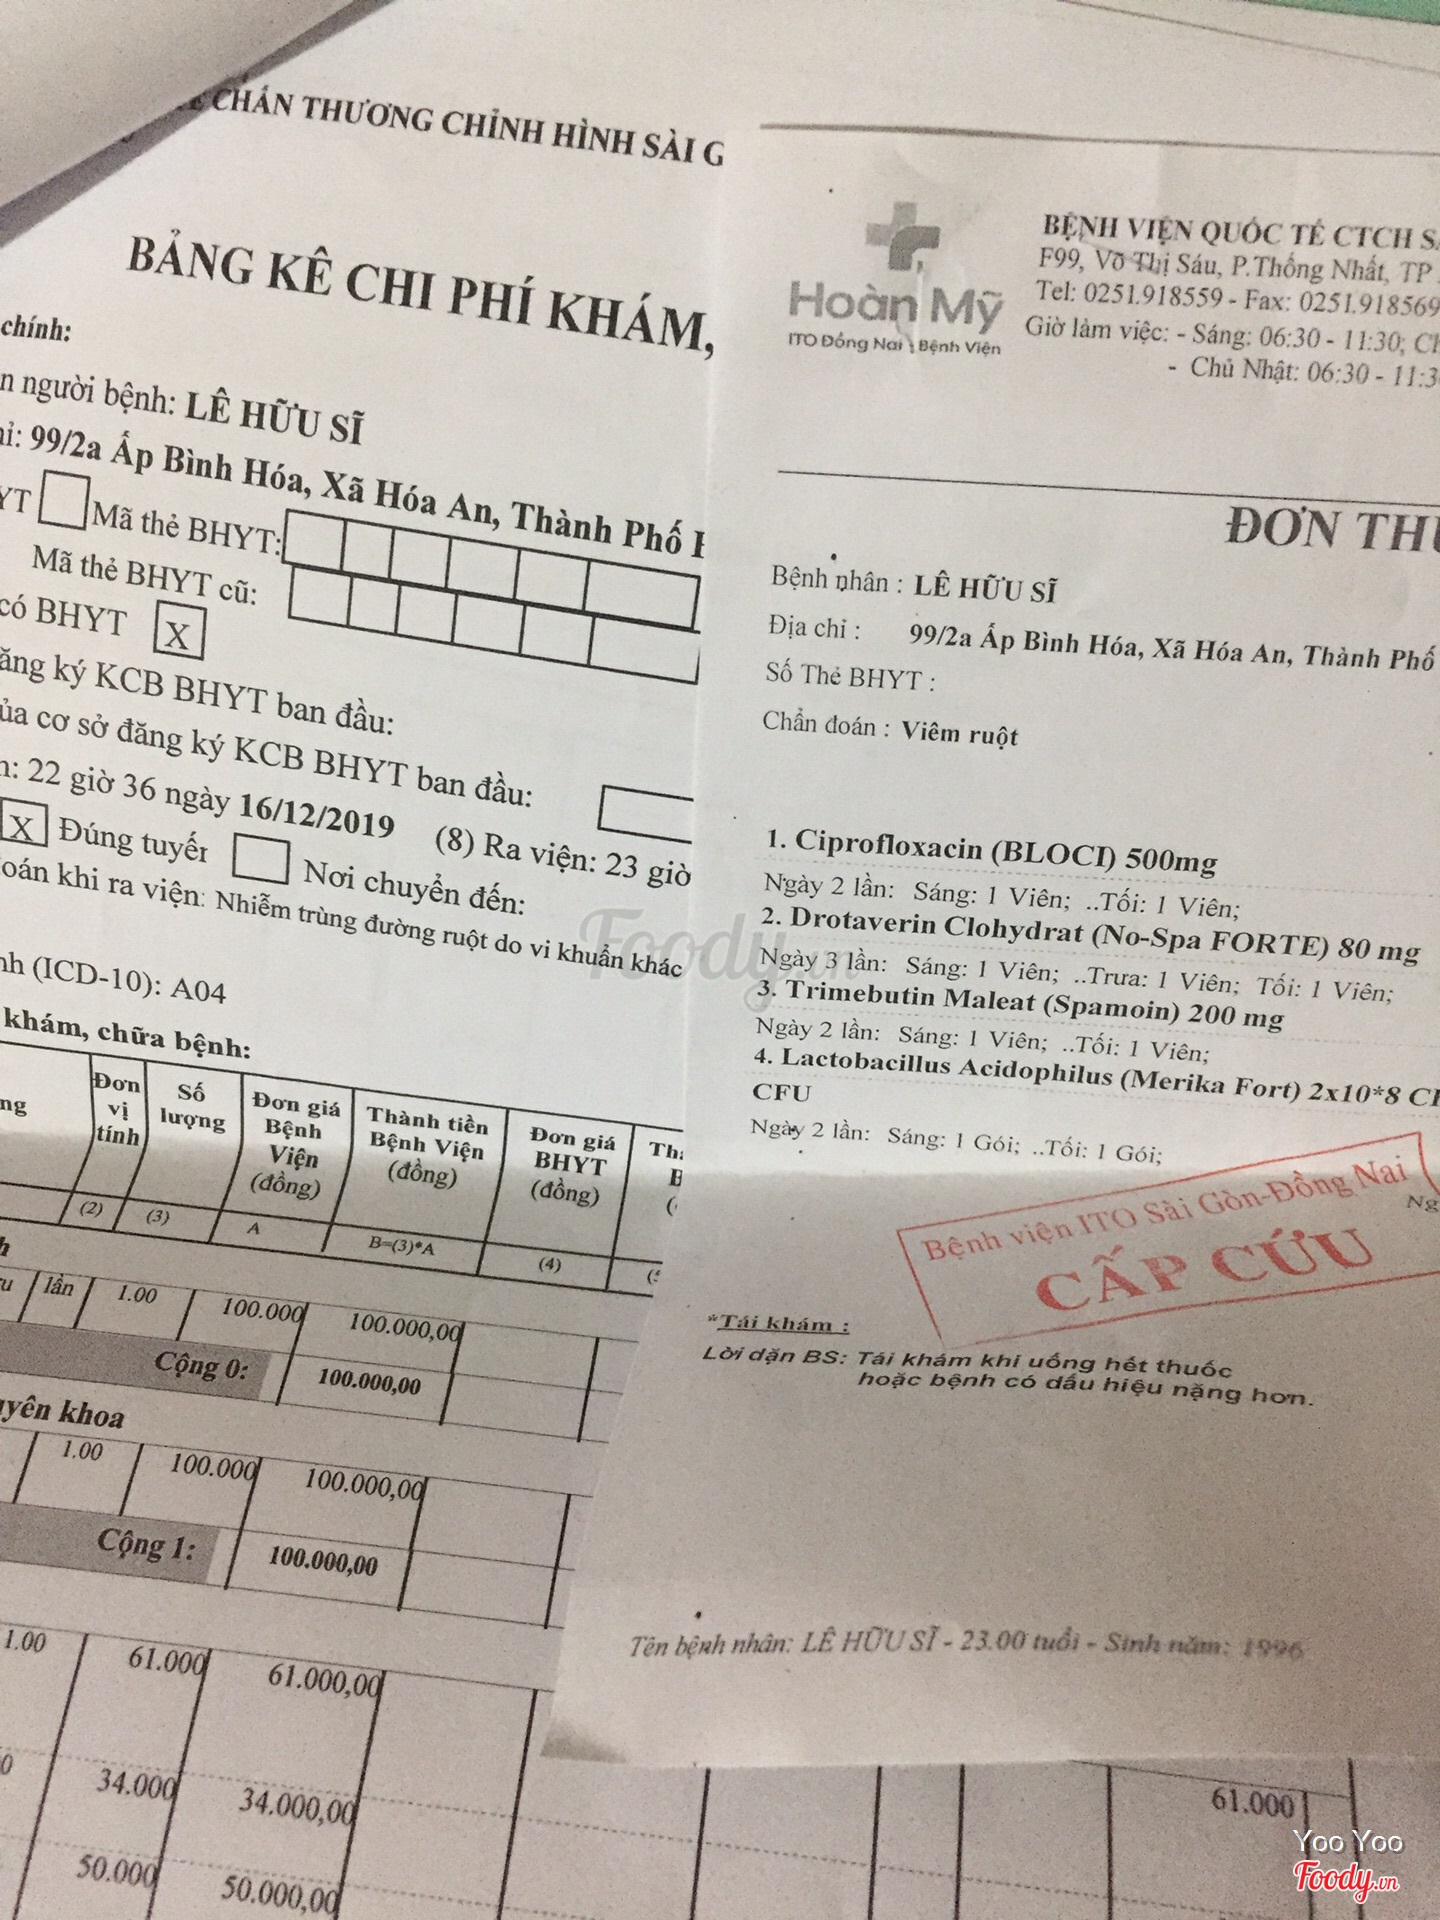 CHẤN THƯƠNG CHỈNH HÌNH SÀI G
BẢNG KÊ CHI PHÍ KHÁM,
chính:
n người bệnh: LÊ HỮU SĨ
ỉ: 99/2a Ấp Bình Hóa, Xã Hóa An, Thành Phố
YT Mã thẻ BHYT:
Mã thẻ BHYT cũ:
có BHYT X
ăng ký KCB BHYT ban đầu:
ủa cơ sở đăng ký KCB BHYT ban đầu:
n: 22 giờ 36 ngày 16/12/2019 (8) Ra viện: 23 giờ
X Đúng tuyến Nơi chuyển đến:
oán khi ra viện: Nhiễm trùng đường ruột do vi khuẩn khác
nh (ICD-10): A04
khám, chữa bệnh:
ng Đơn vị tính Số lượng Đơn giá Bệnh Viện (đồng) Thành tiền Bệnh Viện (đồng) Đơn giá BHYT (đồng)
(2) (3) A B=(3)*A (4)
lần 1.00 100.000 100.000,00
Cộng 0: 100.000,00
yên khoa
1.00 100.000 100.000,00
Cộng 1: 100.000,00
1.00 61.000 61.000,00
34.000 34.000,00
50.000 50.000,00
61.000
Hoàn Mỹ
ITO Đồng Nai Bệnh Viện
BỆNH VIỆN QUỐC TẾ CTCH SÀ
F99, Võ Thị Sáu, P.Thống Nhất, TP
Tel: 0251.918559 - Fax: 0251.918569
Giờ làm việc: - Sáng: 06:30 - 11:30; Ch
- Chủ Nhật: 06:30 - 11:3
ĐƠN THU
Bệnh nhân : LÊ HỮU SĨ
Địa chỉ : 99/2a Ấp Bình Hóa, Xã Hóa An, Thành Phố
Số Thẻ BHYT :
Chẩn đoán : Viêm ruột
1. Ciprofloxacin (BLOCI) 500mg
Ngày 2 lần: Sáng: 1 Viên; ..Tối: 1 Viên;
2. Drotaverin Clohydrat (No-Spa FORTE) 80 mg
Ngày 3 lần: Sáng: 1 Viên; ..Trưa: 1 Viên; Tối: 1 Viên;
3. Trimebutin Maleat (Spamoin) 200 mg
Ngày 2 lần: Sáng: 1 Viên; ..Tối: 1 Viên;
4. Lactobacillus Acidophilus (Merika Fort) 2x10*8 CF
CFU
Ngày 2 lần: Sáng: 1 Gói; ..Tối: 1 Gói;
Bệnh viện ITO Sài Gòn-Đồng Nai
CẤP CỨU
Ng
*Tái khám :
Lời dặn BS: Tái khám khi uống hết thuốc
hoặc bệnh có dấu hiệu nặng hơn.
Tên bệnh nhân: LÊ HỮU SĨ - 23.00 tuổi - Sinh năm: 1996
Foody.vn
Yoo Yoo
Foody.vn